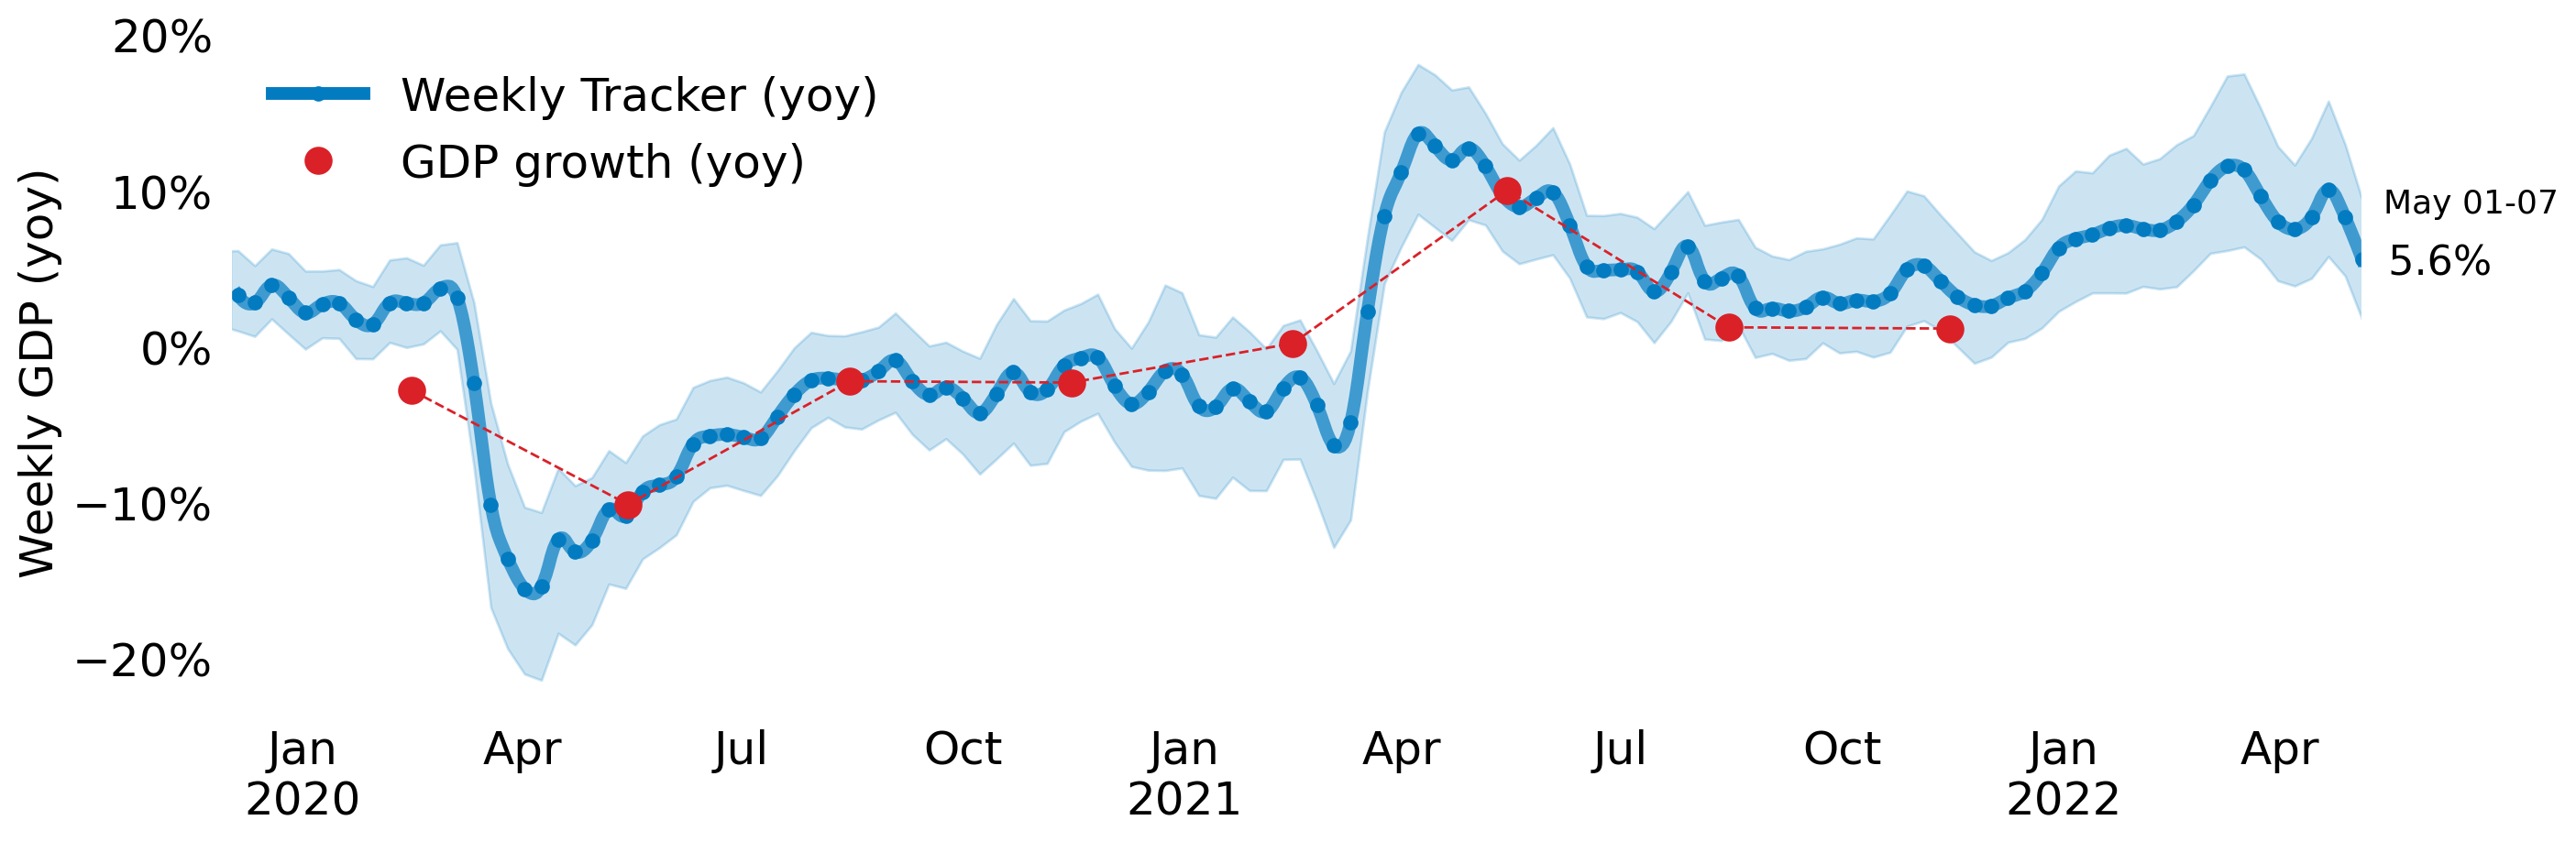 20%
10%
0%
−10%
−20%
Weekly GDP (yoy)
Weekly Tracker (yoy)
GDP growth (yoy)
May 01-07
5.6%
Jan
2020
Apr
Jul
Oct
Jan
2021
Apr
Jul
Oct
Jan
2022
Apr